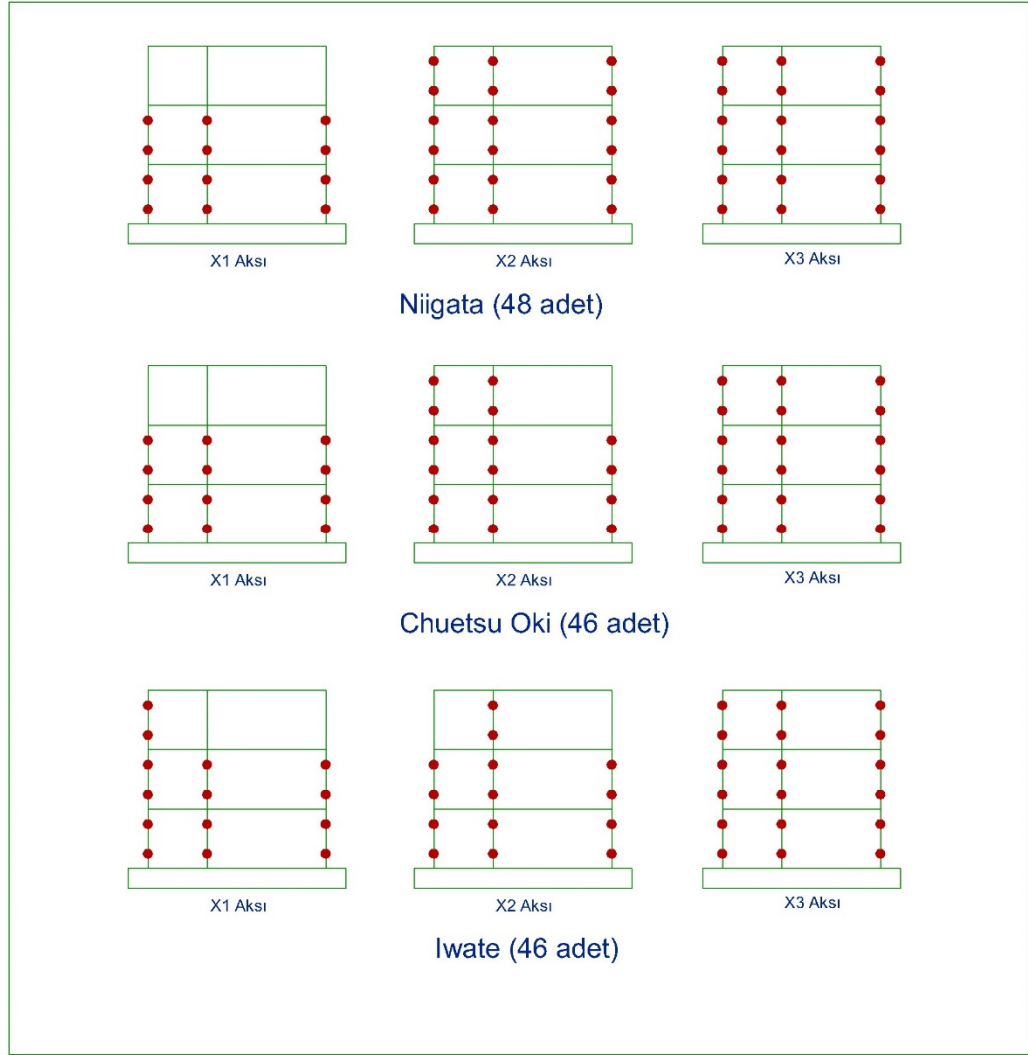 X1 Aksı
X2 Aksı
X3 Aksı
Niigata (48 adet)
X1 Aksı
X2 Aksı
X3 Aksı
Chuetsu Oki (46 adet)
X1 Aksı
X2 Aksı
X3 Aksı
Iwate (46 adet)